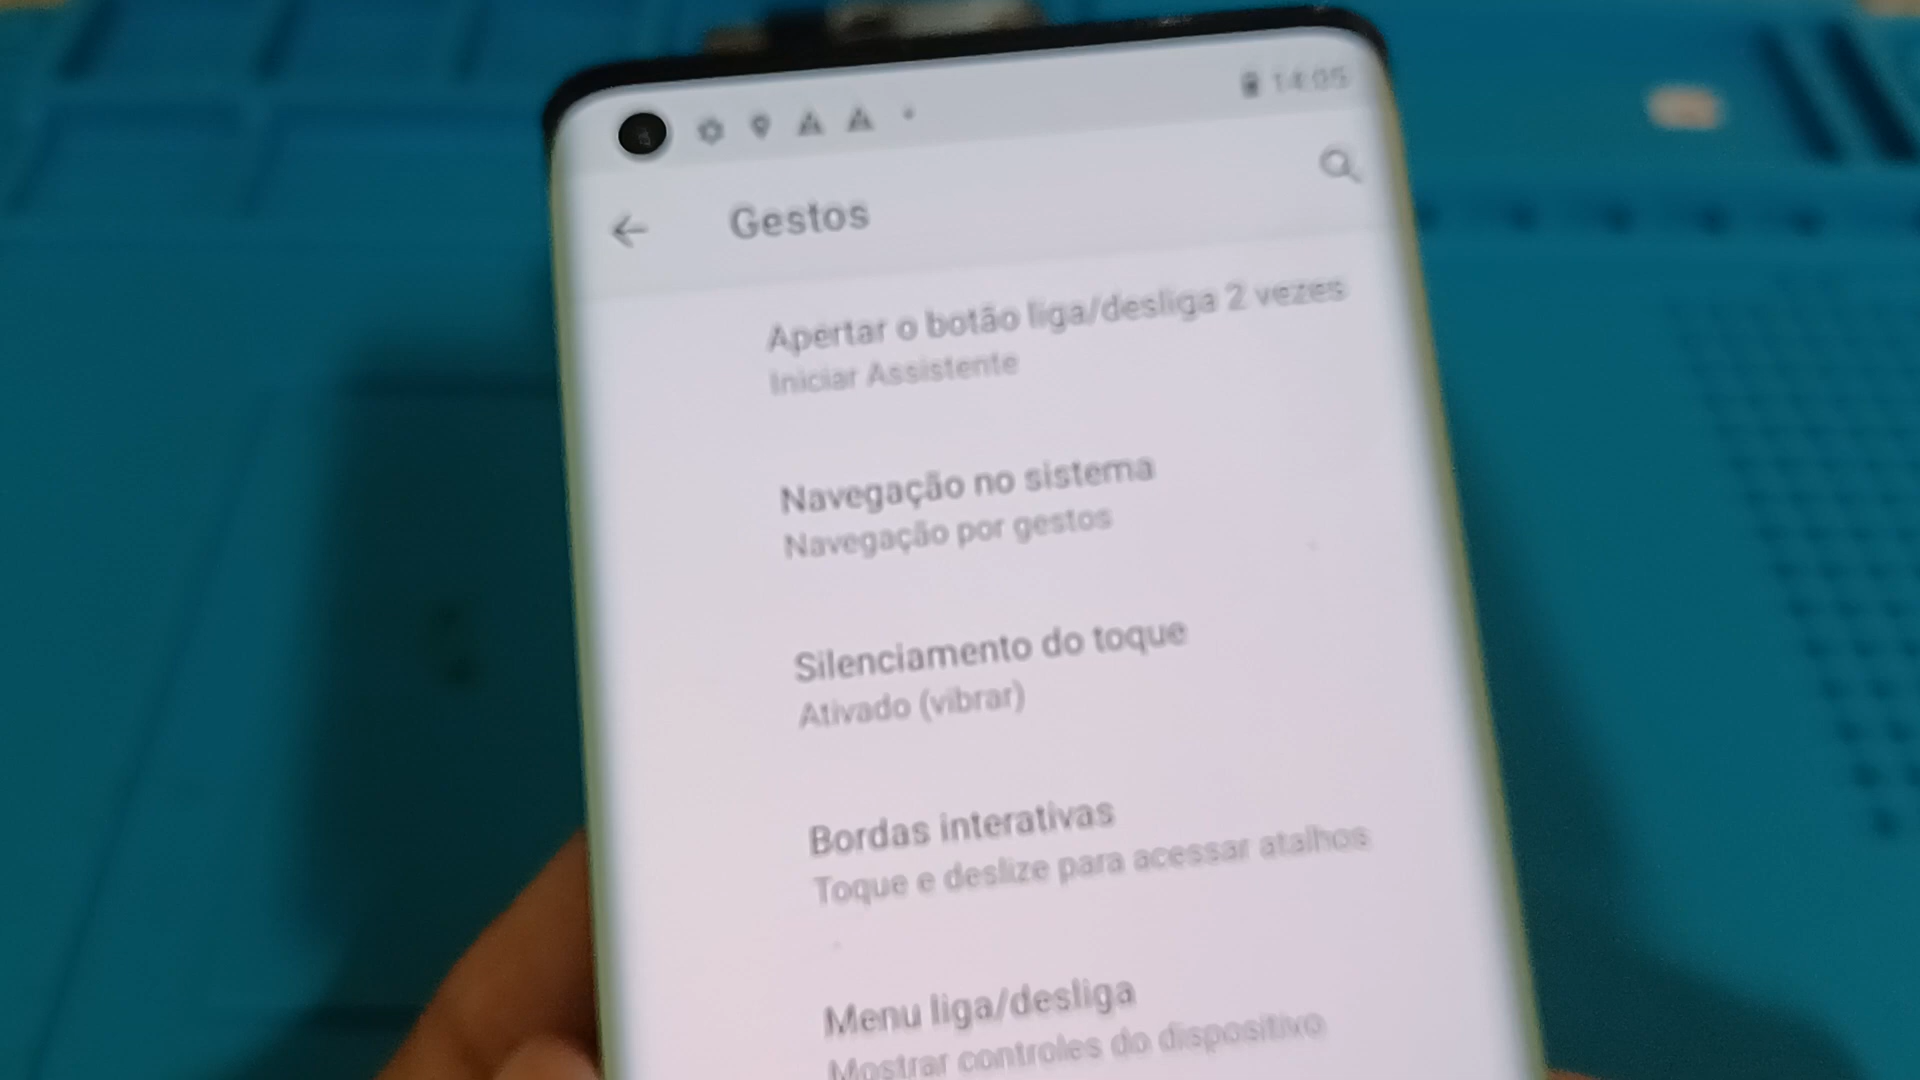 14:05
Gestos
Apertar o botão liga/desliga 2 vezes
Iniciar Assistente
Navegação no sistema
Navegação por gestos
Silenciamento do toque
Ativado (vibrar)
Bordas interativas
Toque e deslize para acessar atalhos
Menu liga/desliga
Mostrar controles do dispositivo